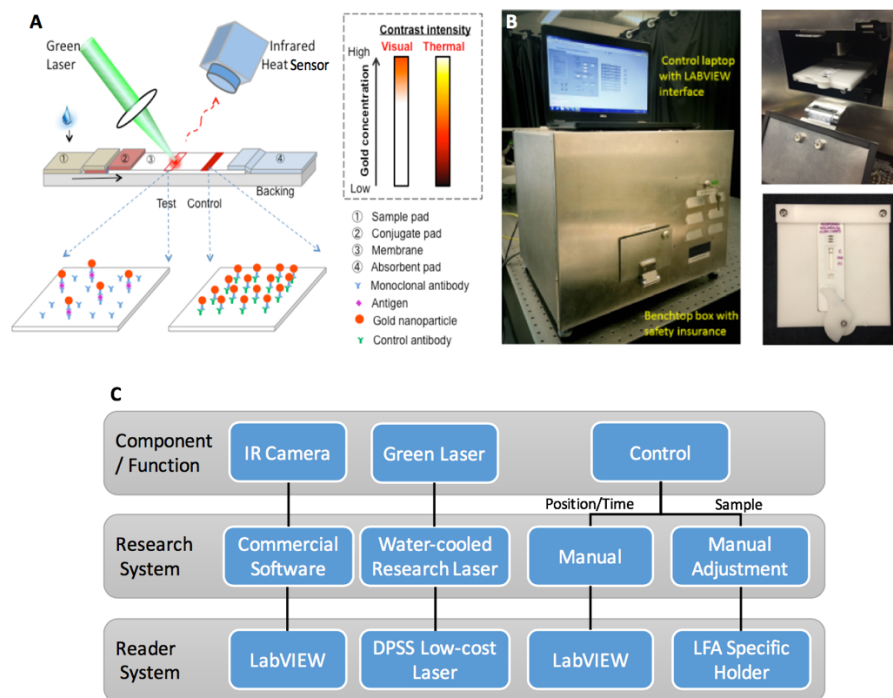 A
Green
Laser
Infrared
Heat Sensor
①
②
③
④
Backing
Test
Control
Contrast intensity
Visual
Thermal
High
Gold concentration
Low
① Sample pad
② Conjugate pad
③ Membrane
④ Absorbent pad
Monoclonal antibody
Antigen
Gold nanoparticle
Control antibody
B
Control laptop
with LABVIEW
interface
Benchtop box with
safety insurance
C
Component
/ Function
IR Camera
Green Laser
Control
Position/Time
Sample
Research
System
Commercial
Software
Water-cooled
Research Laser
Manual
Manual
Adjustment
Reader
System
LabVIEW
DPSS Low-cost
Laser
LabVIEW
LFA Specific
Holder